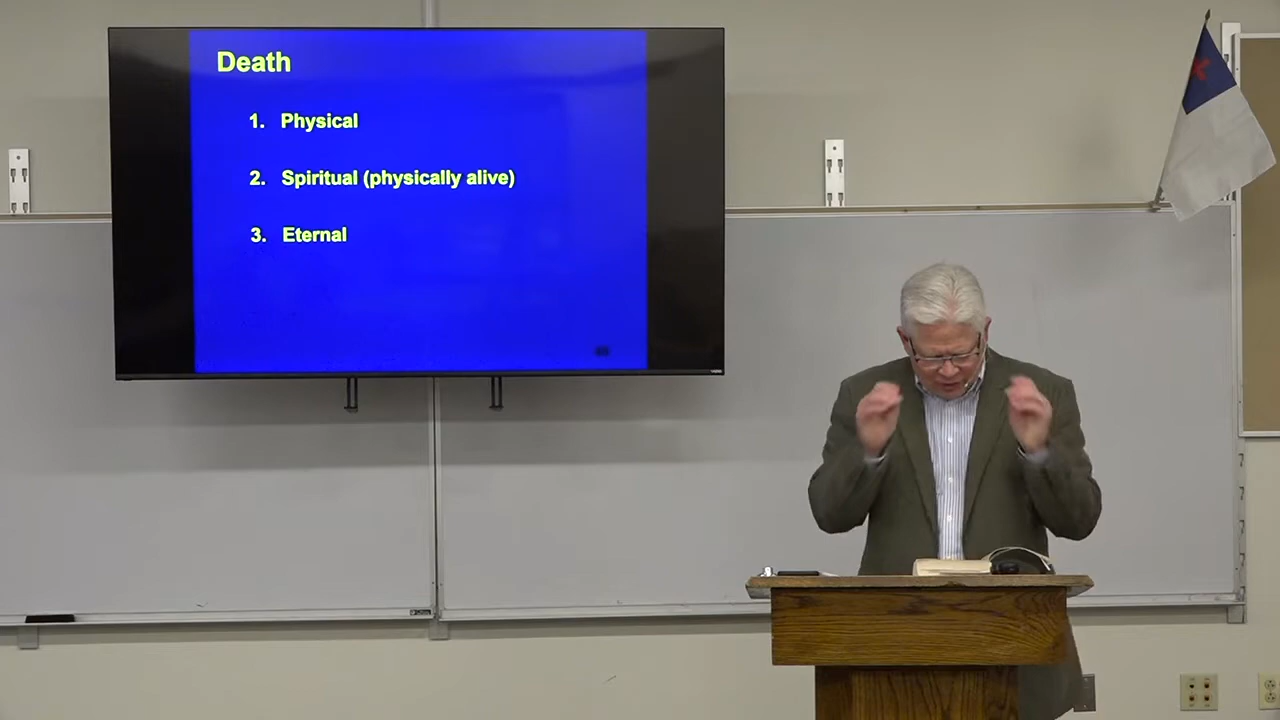 Death
1. Physical
2. Spiritual (physically alive)
3. Eternal